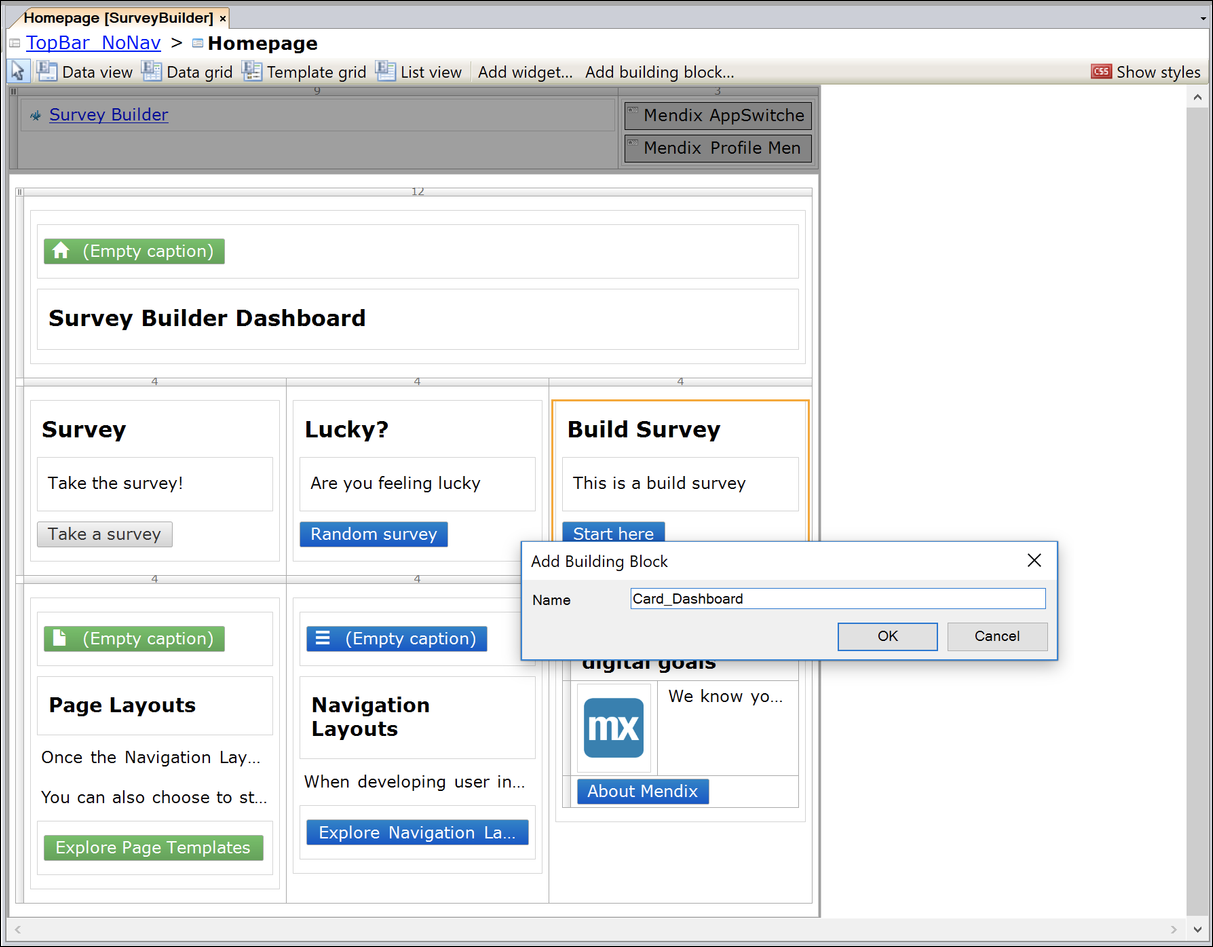 Homepage [SurveyBuilder] ×
TopBar_NoNav > Homepage
Data view Data grid Template grid List view Add widget... Add building block... CSS Show styles
9 3
Survey Builder
Mendix AppSwitche
Mendix Profile Men
12
(Empty caption)
Survey Builder Dashboard
4 4 4
Survey Lucky? Build Survey
Take the survey! Are you feeling lucky This is a build survey
Take a survey Random survey Start here
Add Building Block
Name Card_Dashboard
OK Cancel
4 4
(Empty caption) (Empty caption)
digital goals
Page Layouts
Navigation
Layouts
mx
We know yo...
Once the Navigation Lay...
When developing user in...
You can also choose to st...
About Mendix
Explore Page Templates
Explore Navigation La...